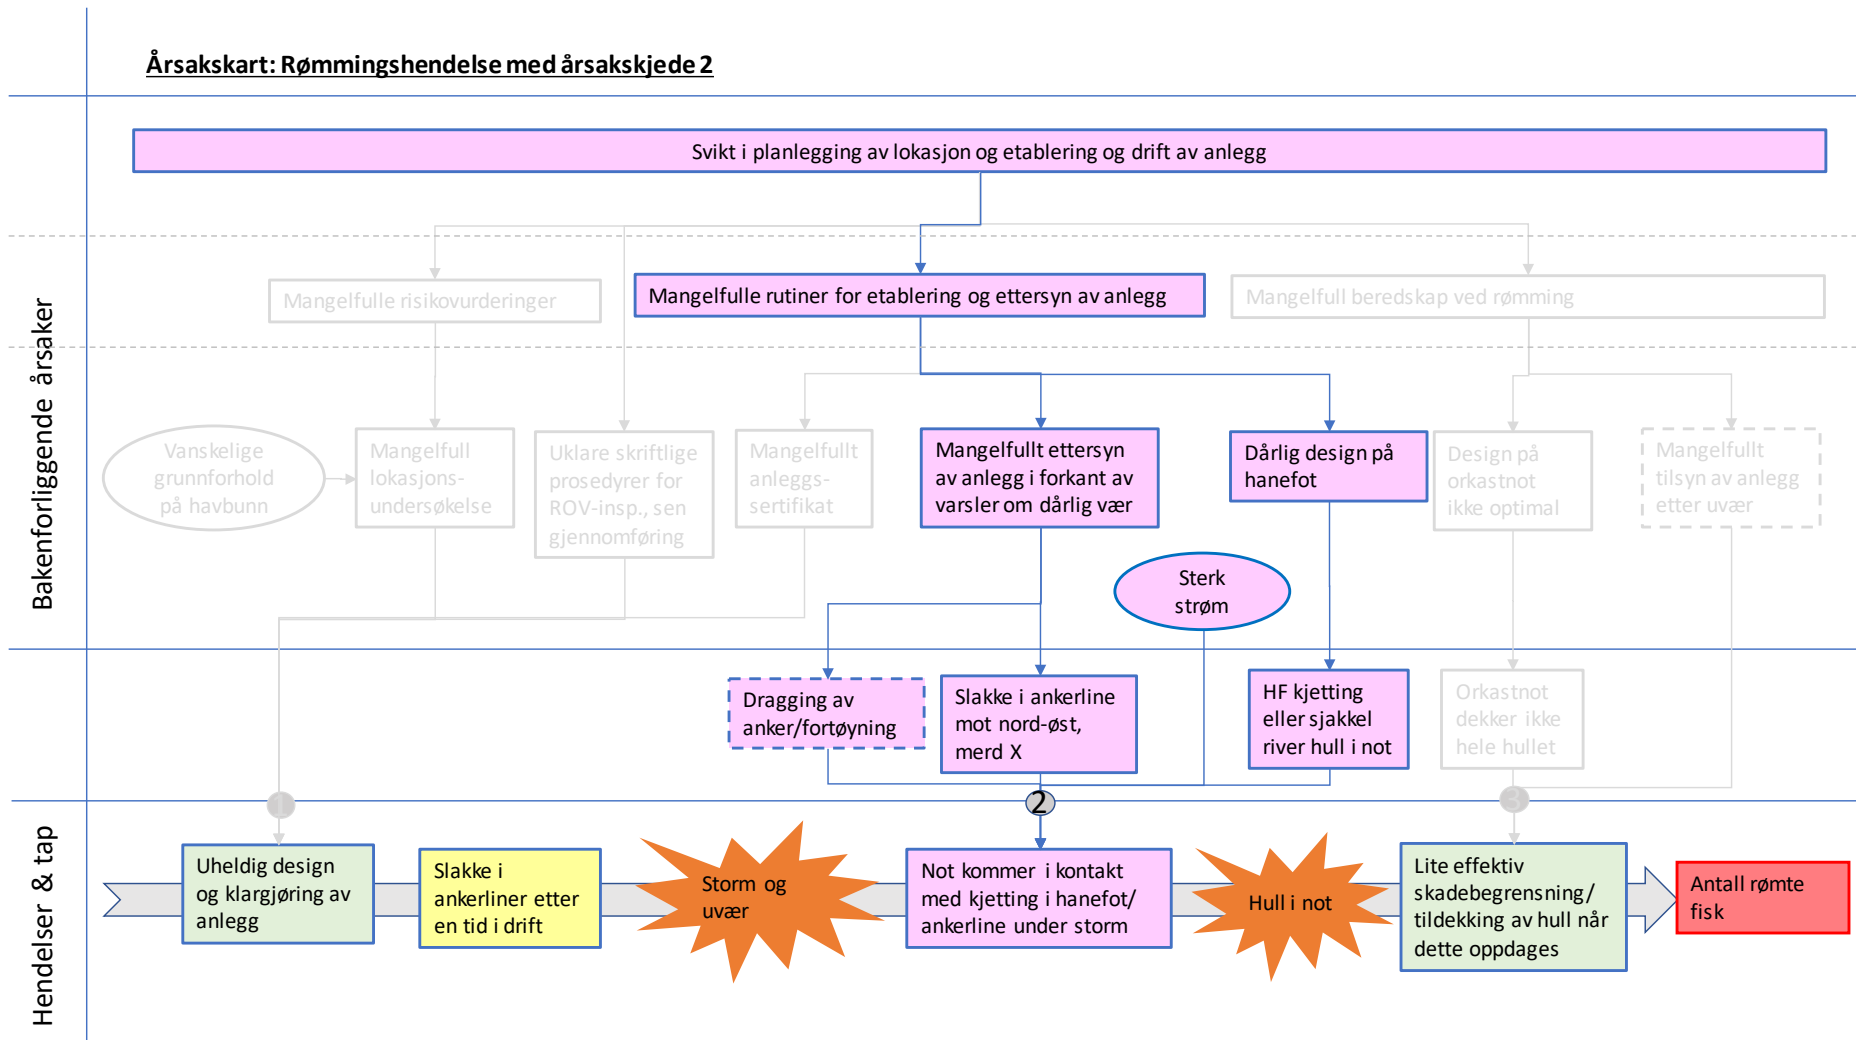 Årsakskart: Rømmingshendelse med årsakskjede 2
Svikt i planlegging av lokasjon og etablering og drift av anlegg
Bakenforliggende årsaker
Mangelfulle risikovurderinger
Mangelfulle rutiner for etablering og ettersyn av anlegg
Mangelfull beredskap ved rømming
Vanskelige
grunnforhold
på havbunn
Mangelfull
lokasjons-
undersøkelse
Uklare skriftlige
prosedyrer for
ROV-insp., sen
gjennomføring
Mangelfullt
anleggs-
sertifikat
Mangelfullt ettersyn
av anlegg i forkant av
varsler om dårlig vær
Dårlig design på
hanefot
Design på
orkastnot
ikke optimal
Mangelfullt
tilsyn av anlegg
etter uvær
Sterk
strøm
Dragging av
anker/fortøyning
Slakke i ankerline
mot nord-øst,
merd X
HF kjetting
eller sjakkel
river hull i not
Orkastnot
dekker ikke
hele hullet
1
2
3
Hendelser & tap
Uheldig design
og klargjøring av
anlegg
Slakke i
ankerliner etter
en tid i drift
Storm og
uvær
Not kommer i kontakt
med kjetting i hanefot/
ankerline under storm
Hull i not
Lite effektiv
skadebegrensning/
tildekking av hull når
dette oppdages
Antall rømte
fisk